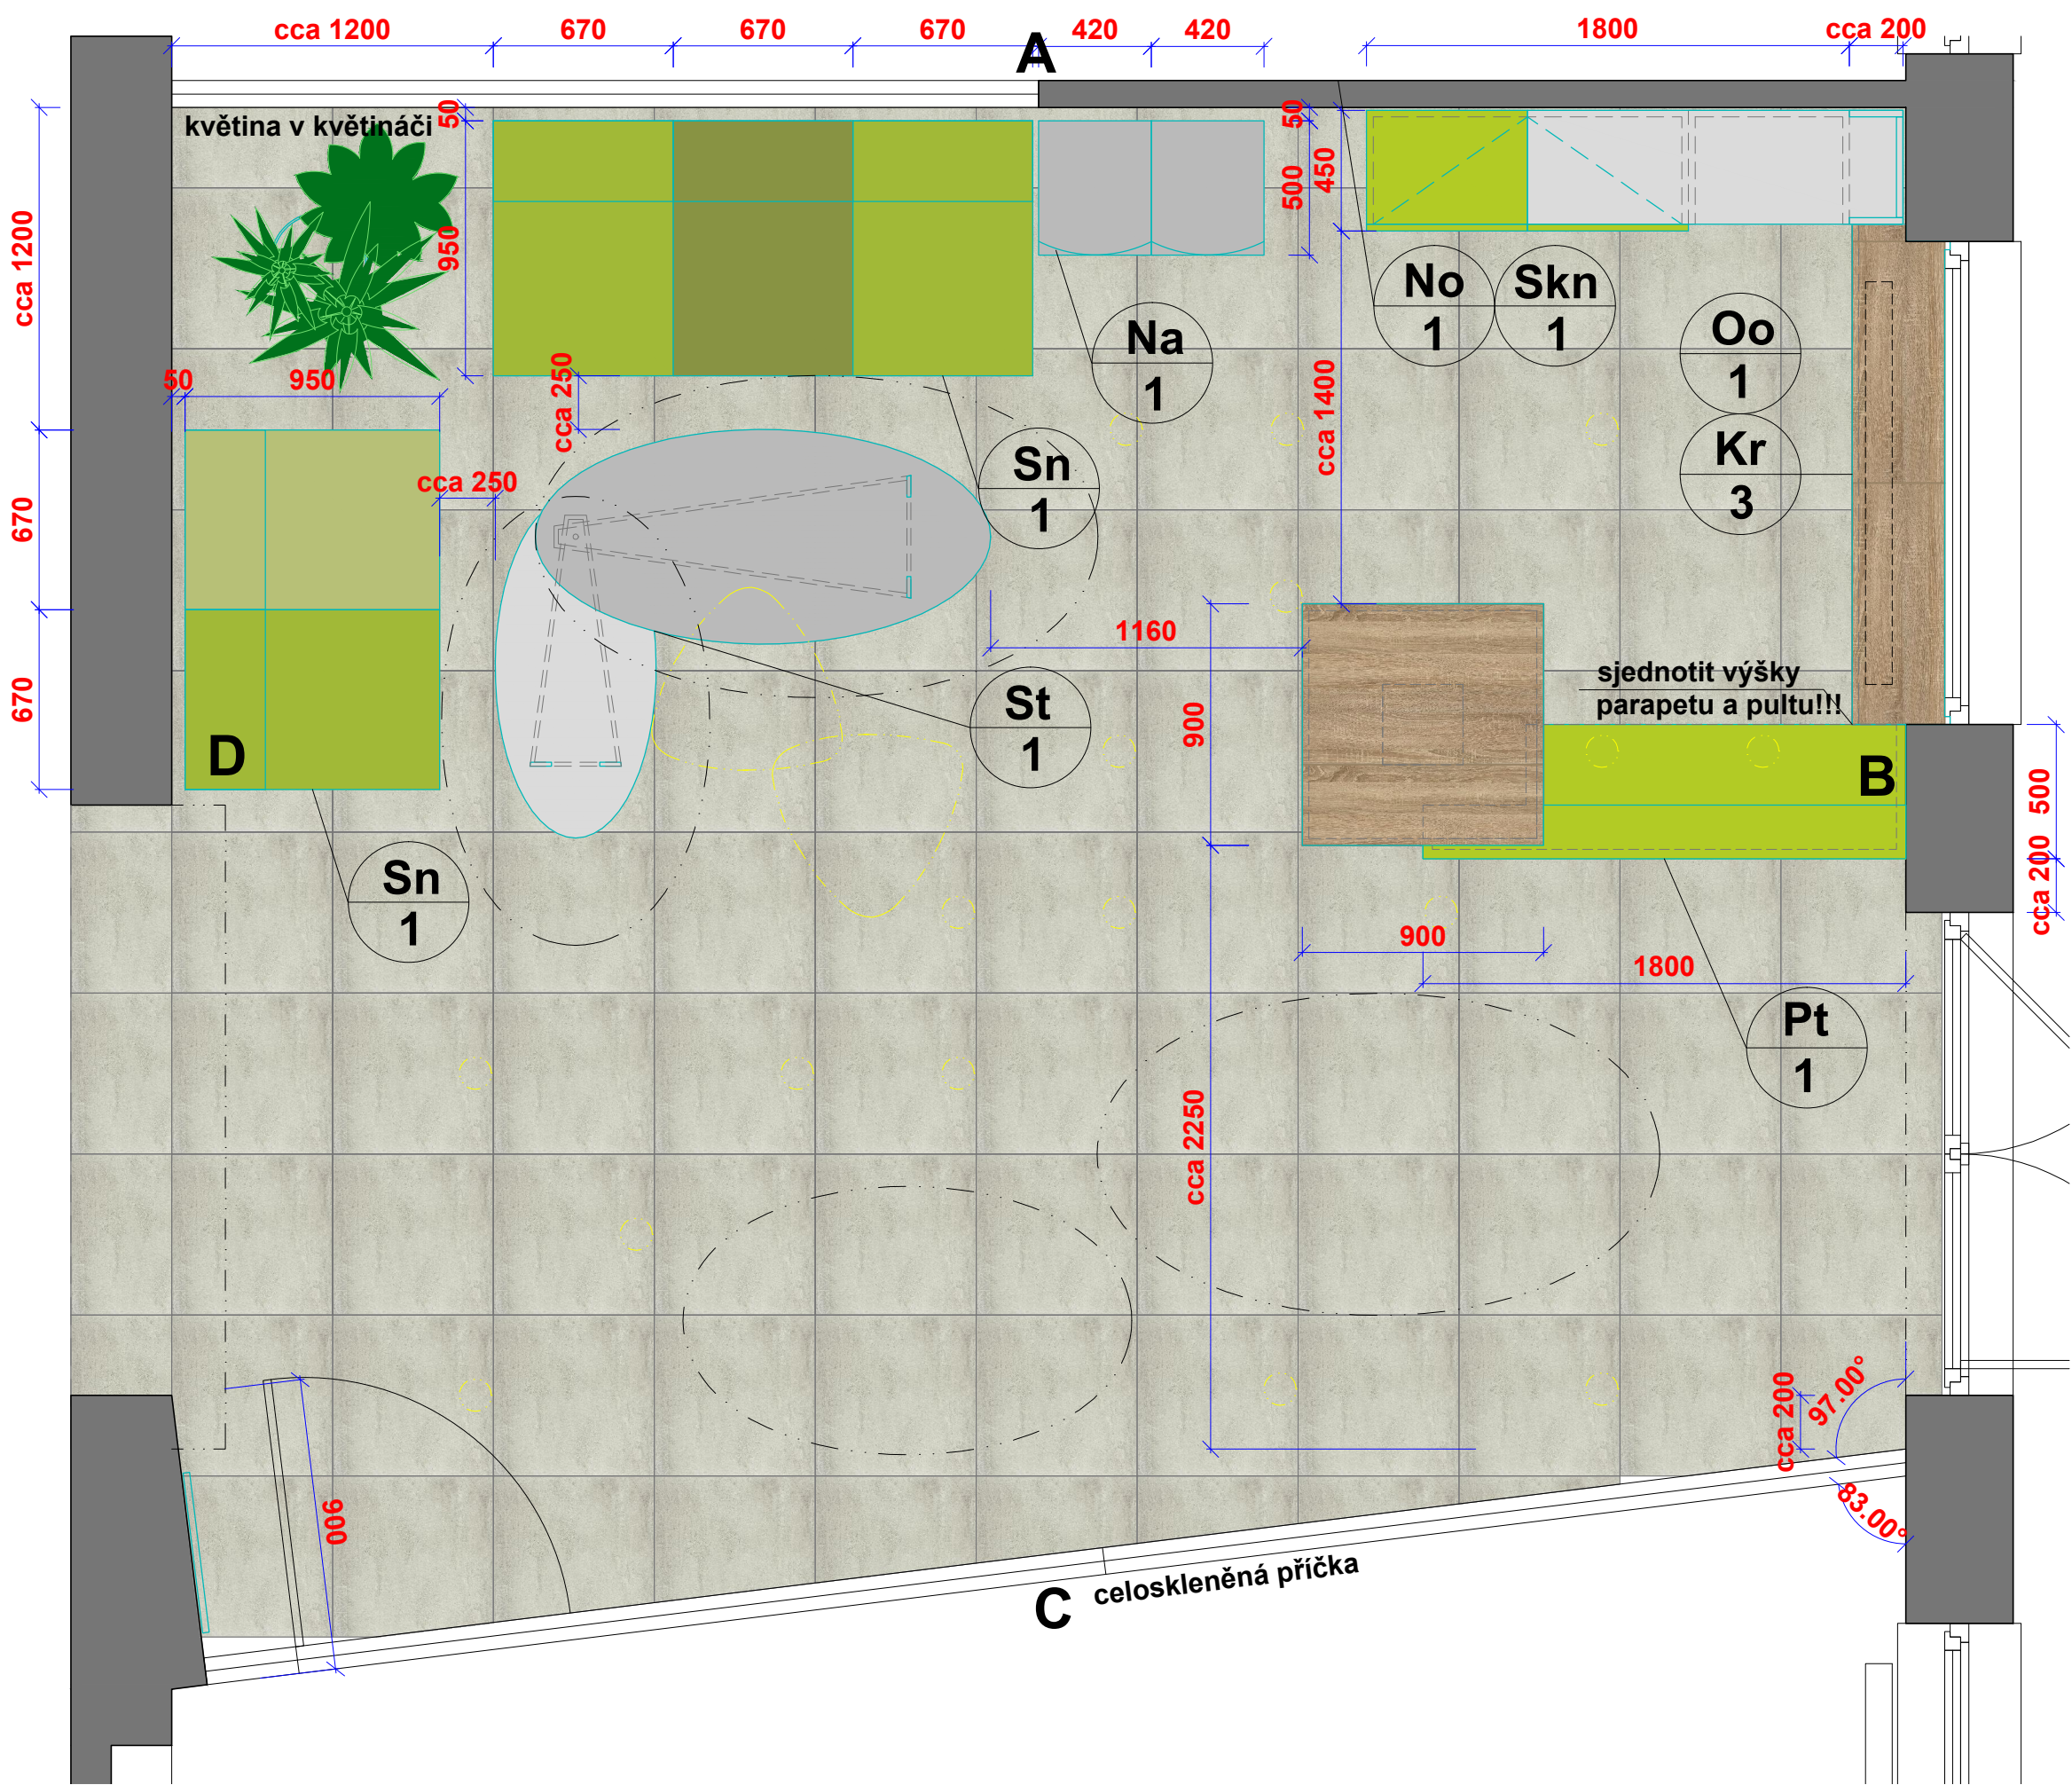 cca 1200
670
670
670
420
420
1800
cca 200
A
květina v květináči
50
950
50
500
450
cca 1200
No
1
Skn
1
Na
1
Oo
1
Kr
3
50
950
cca 250
cca 1400
cca 250
Sn
1
670
670
1160
St
1
900
sjednotit výšky
parapetu a pultu!!!
D
B
500
cca 200
Sn
1
900
1800
Pt
1
cca 2250
cca 200
97.00°
83.00°
900
C
celoskleněná příčka